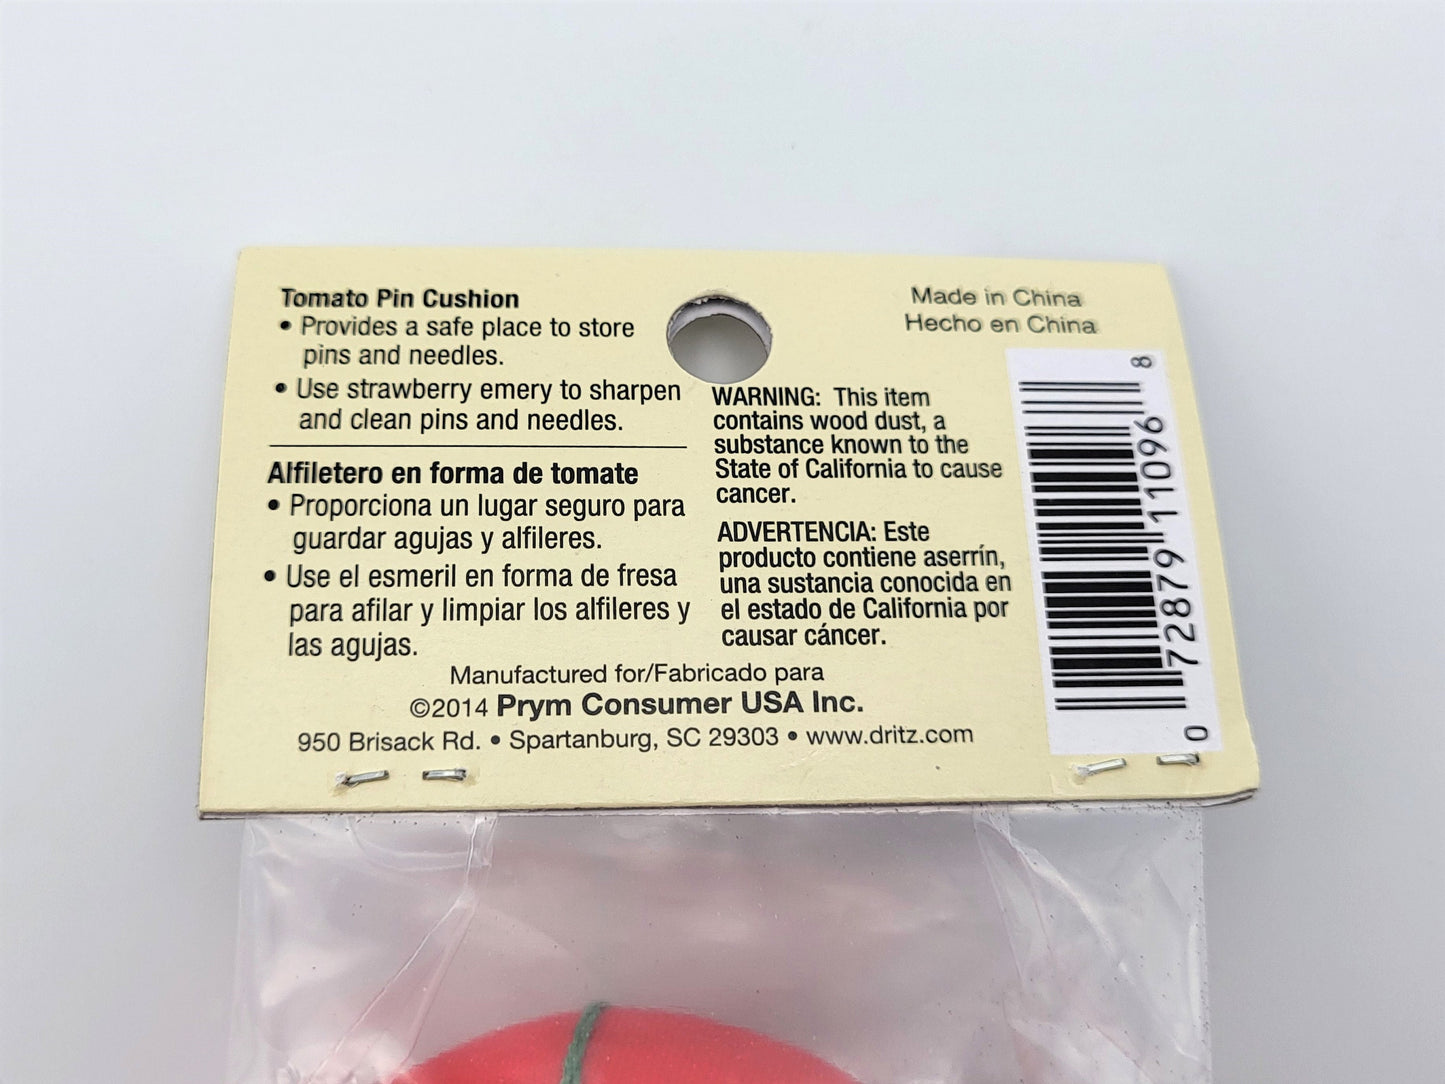 Tomato Pin Cushion
• Provides a safe place to store
pins and needles.
• Use strawberry emery to sharpen
and clean pins and needles.
Alfiletero en forma de tomate
• Proporciona un lugar seguro para
guardar agujas y alfileres.
• Use el esmeril en forma de fresa
para afilar y limpiar los alfileres y
las agujas.
Made in China
Hecho en China
WARNING: This item
contains wood dust, a
substance known to the
State of California to cause
cancer.
ADVERTENCIA: Este
producto contiene aserrín,
una sustancia conocida en
el estado de California por
causar cáncer.
Manufactured for/Fabricado para
©2014 Prym Consumer USA Inc.
950 Brisack Rd. • Spartanburg, SC 29303 • www.dritz.com
0 72879 11096 8